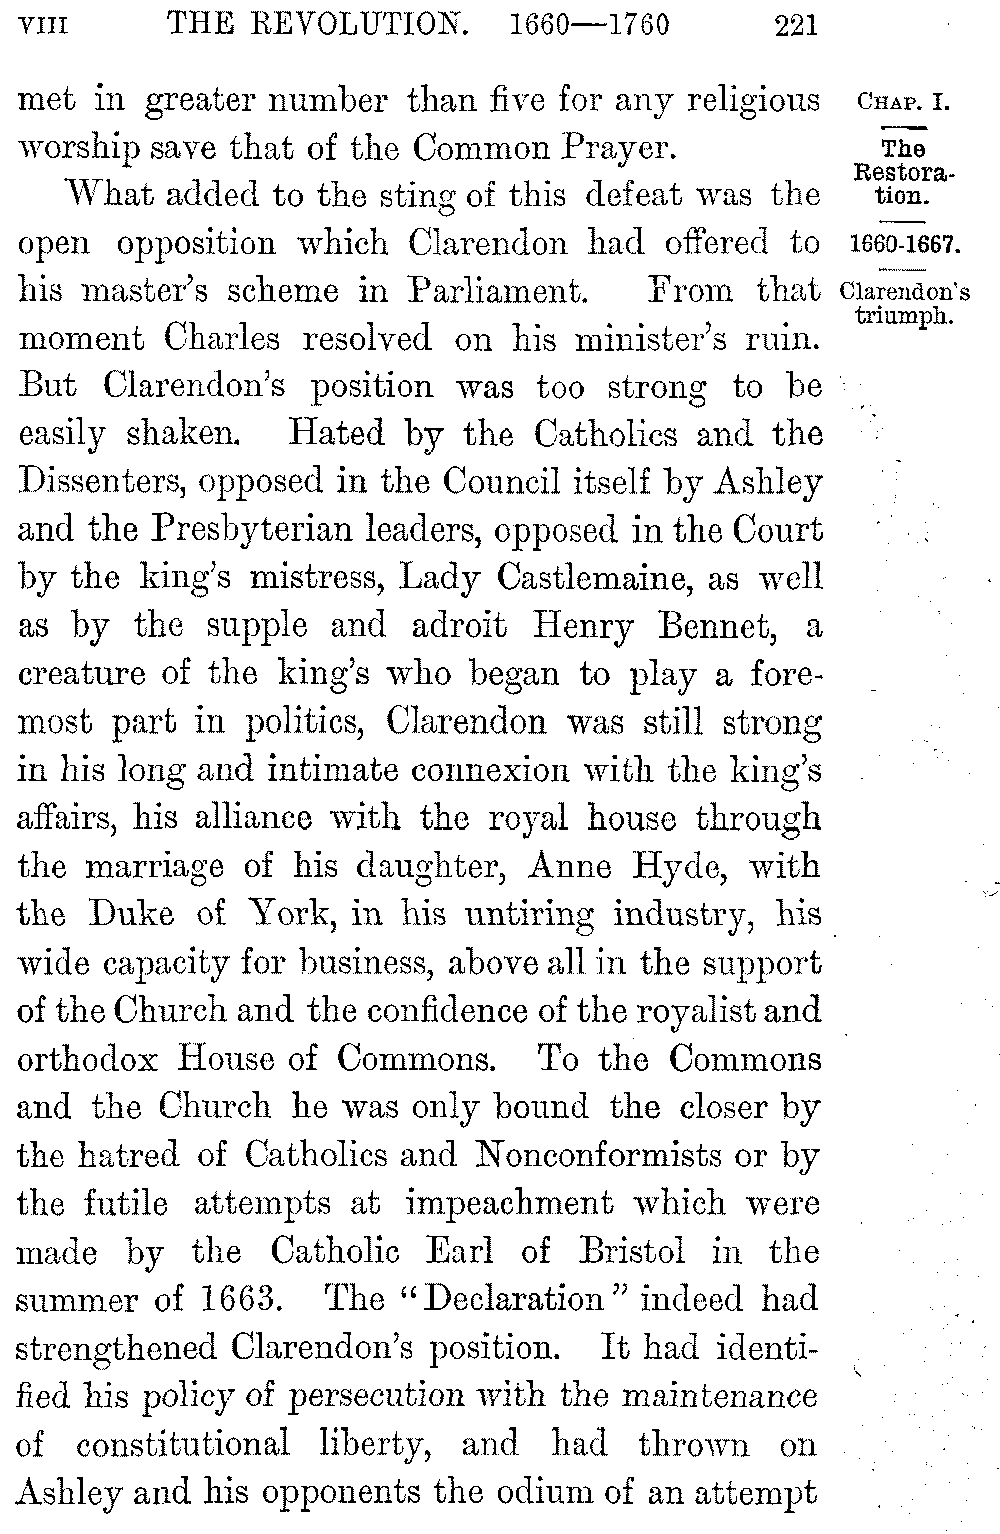 VIII THE REVOLUTION. 1660—1760 221
met in greater number than five for any religious
worship save that of the Common Prayer.
What added to the sting of this defeat was the
open opposition which Clarendon had offered to
his master's scheme in Parliament. From that
moment Charles resolved on his minister's ruin.
But Clarendon's position was too strong to be
easily shaken. Hated by the Catholics and the
Dissenters, opposed in the Council itself by Ashley
and the Presbyterian leaders, opposed in the Court
by the king's mistress, Lady Castlemaine, as well
as by the supple and adroit Henry Bennet, a
creature of the king's who began to play a fore-
most part in politics, Clarendon was still strong
in his long and intimate connexion with the king's
affairs, his alliance with the royal house through
the marriage of his daughter, Anne Hyde, with
the Duke of York, in his untiring industry, his
wide capacity for business, above all in the support
of the Church and the confidence of the royalist and
orthodox House of Commons. To the Commons
and the Church he was only bound the closer by
the hatred of Catholics and Nonconformists or by
the futile attempts at impeachment which were
made by the Catholic Earl of Bristol in the
summer of 1663. The "Declaration" indeed had
strengthened Clarendon's position. It had identi-
fied his policy of persecution with the maintenance
of constitutional liberty, and had thrown on
Ashley and his opponents the odium of an attempt
CHAP. I.
The
Restora-
tion.
1660-1667.
Clarendon's
triumph.